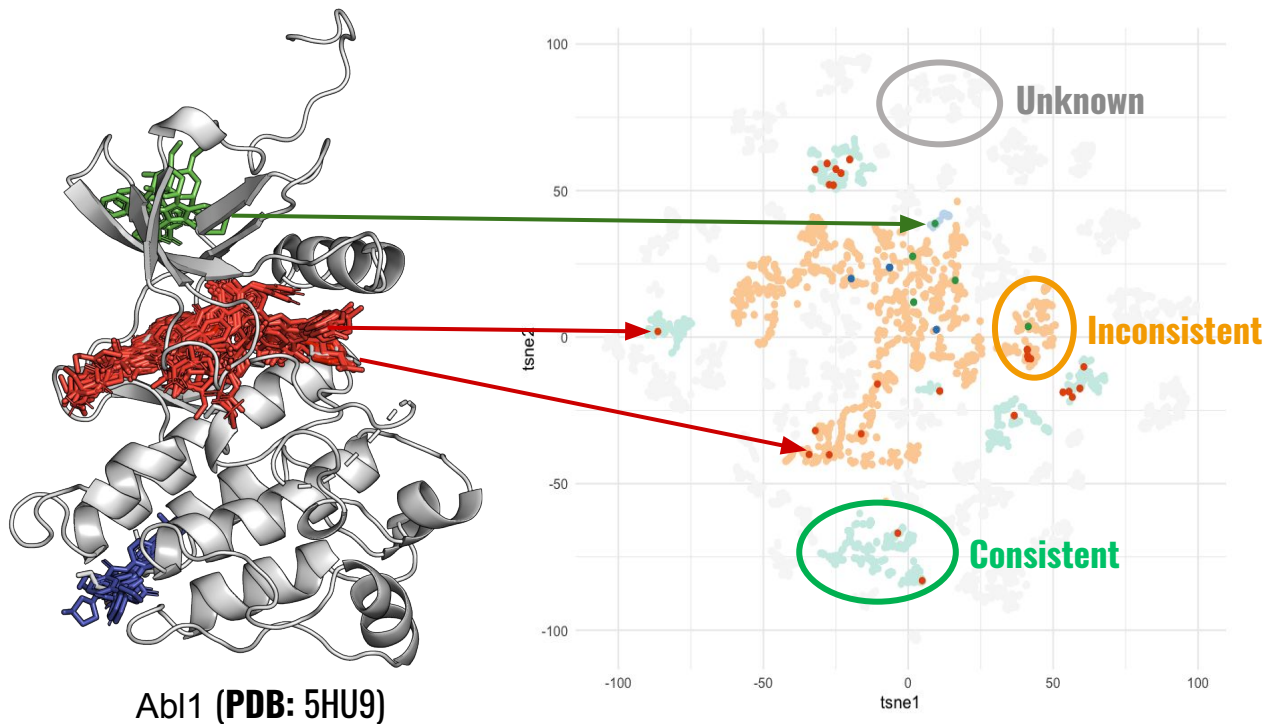 Abl1 (PDB: 5HU9)
100
50
0
-50
-100
tsne2
-100
-50
0
50
100
tsne1
Unknown
Inconsistent
Consistent